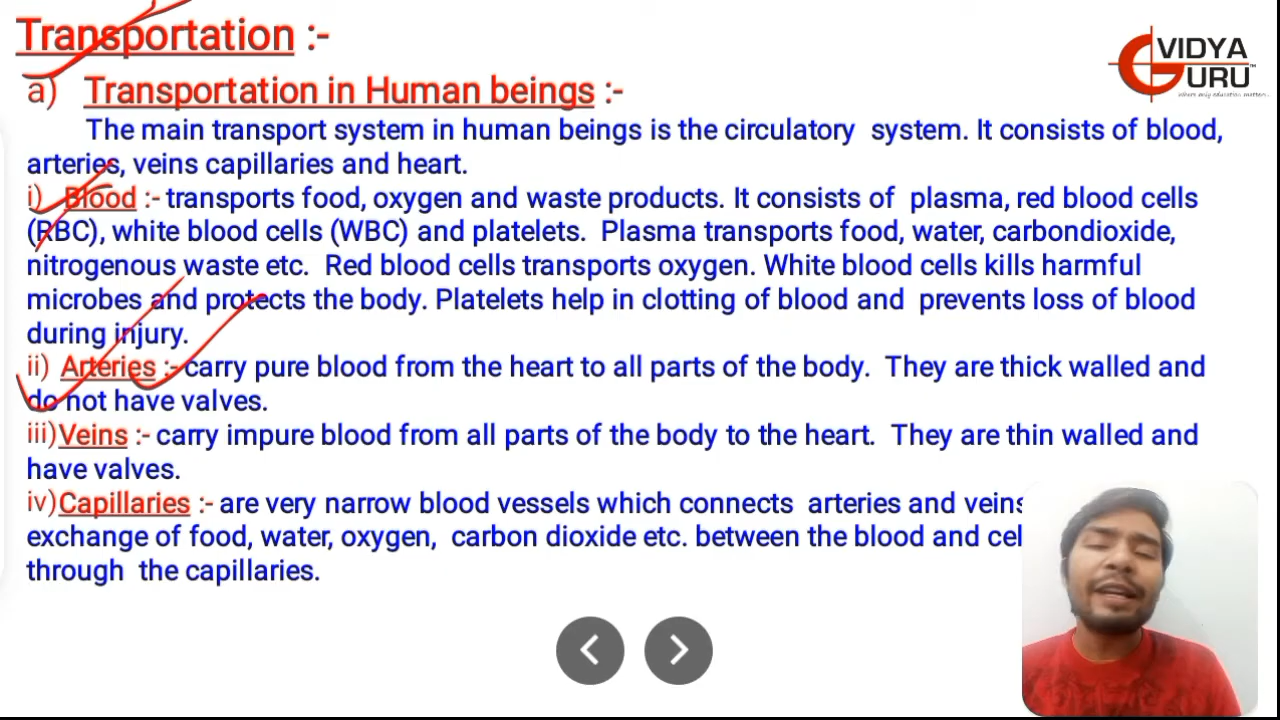 Transportation :-
VIDYA
GURU
a) Transportation in Human beings :-
The main transport system in human beings is the circulatory system. It consists of blood,
arteries, veins capillaries and heart.
i) Blood :- transports food, oxygen and waste products. It consists of plasma, red blood cells
(RBC), white blood cells (WBC) and platelets. Plasma transports food, water, carbondioxide,
nitrogenous waste etc. Red blood cells transports oxygen. White blood cells kills harmful
microbes and protects the body. Platelets help in clotting of blood and prevents loss of blood
during injury.
ii) Arteries :- carry pure blood from the heart to all parts of the body. They are thick walled and
do not have valves.
iii) Veins :- carry impure blood from all parts of the body to the heart. They are thin walled and
have valves.
iv) Capillaries :- are very narrow blood vessels which connects arteries and veins
exchange of food, water, oxygen, carbon dioxide etc. between the blood and
through the capillaries.